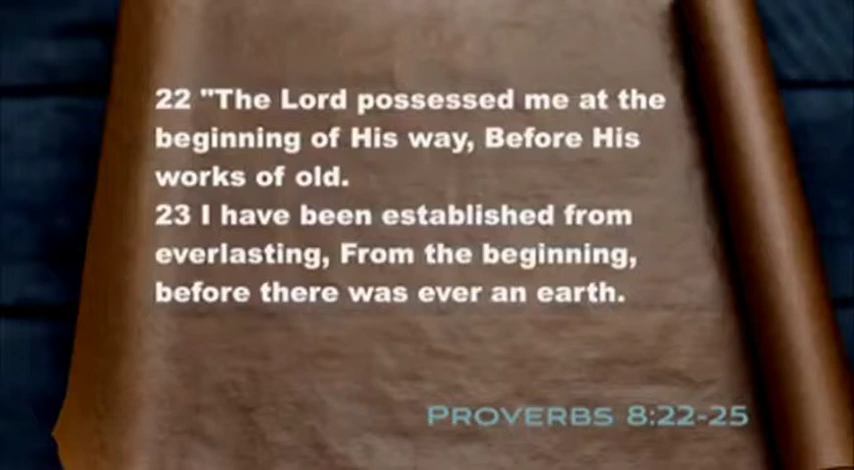 22 "The Lord possessed me at the
beginning of His way, Before His
works of old.
23 I have been established from
everlasting, From the beginning,
before there was ever an earth.
PROVERBS 8:22-25